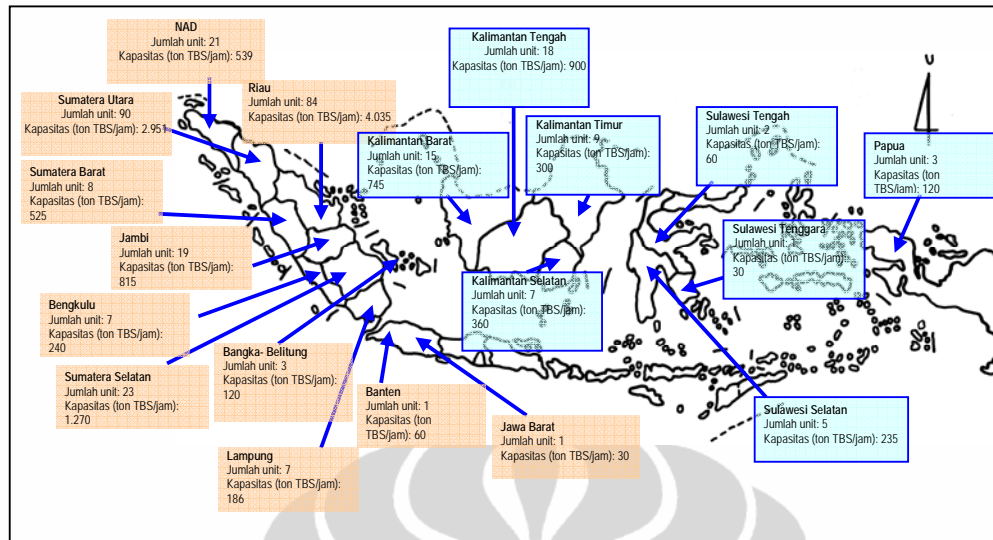 NAD
Jumlah unit: 21
Kapasitas (ton TBS/jam): 539
Sumatera Utara
Jumlah unit: 90
Kapasitas (ton TBS/jam): 2.951
Riau
Jumlah unit: 84
Kapasitas (ton TBS/jam): 4.035
Sumatera Barat
Jumlah unit: 8
Kapasitas (ton TBS/jam):
525
Jambi
Jumlah unit: 19
Kapasitas (ton TBS/jam):
815
Bengkulu
Jumlah unit: 7
Kapasitas (ton TBS/jam):
240
Sumatera Selatan
Jumlah unit: 23
Kapasitas (ton TBS/jam):
1.270
Bangka- Belitung
Jumlah unit: 3
Kapasitas (ton TBS/jam):
120
Lampung
Jumlah unit: 7
Kapasitas (ton TBS/jam):
186
Banten
Jumlah unit: 1
Kapasitas (ton
TBS/jam): 60
Jawa Barat
Jumlah unit: 1
Kapasitas (ton TBS/jam): 30
Kalimantan Barat
Jumlah unit: 15
Kapasitas (ton TBS/jam):
745
Kalimantan Tengah
Jumlah unit: 18
Kapasitas (ton
TBS/jam): 900
Kalimantan Timur
Jumlah unit: 9
Kapasitas (ton TBS/jam):
300
Kalimantan Selatan
Jumlah unit: 7
Kapasitas (ton TBS/jam):
360
Sulawesi Tengah
Jumlah unit: 2
Kapasitas (ton TBS/jam):
60
Sulawesi Tenggara
Jumlah unit: 1
Kapasitas (ton TBS/jam):
30
Sulawesi Selatan
Jumlah unit: 5
Kapasitas (ton TBS/jam): 235
Papua
Jumlah unit: 3
Kapasitas (ton
TBS/jam): 120
U